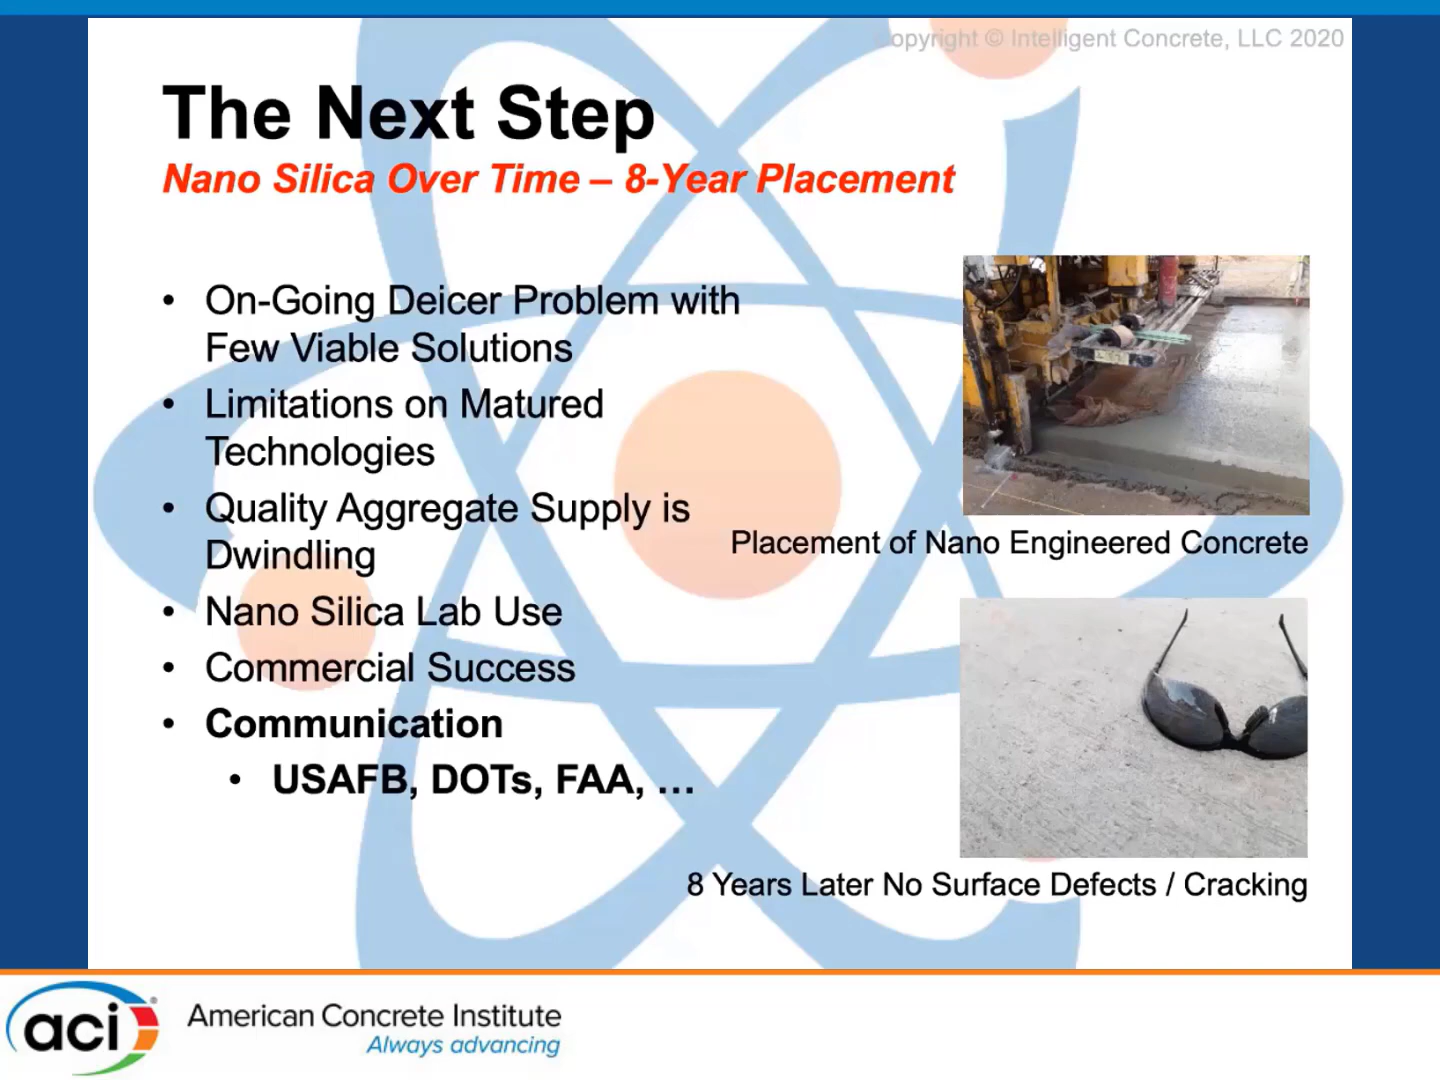 Copyright © Intelligent Concrete, LLC 2020
The Next Step
Nano Silica Over Time – 8-Year Placement
• On-Going Deicer Problem with
Few Viable Solutions
• Limitations on Matured
Technologies
• Quality Aggregate Supply is
Dwindling
• Nano Silica Lab Use
• Commercial Success
• Communication
• USAFB, DOTs, FAA, …
Placement of Nano Engineered Concrete
8 Years Later No Surface Defects / Cracking
aci
American Concrete Institute
Always advancing